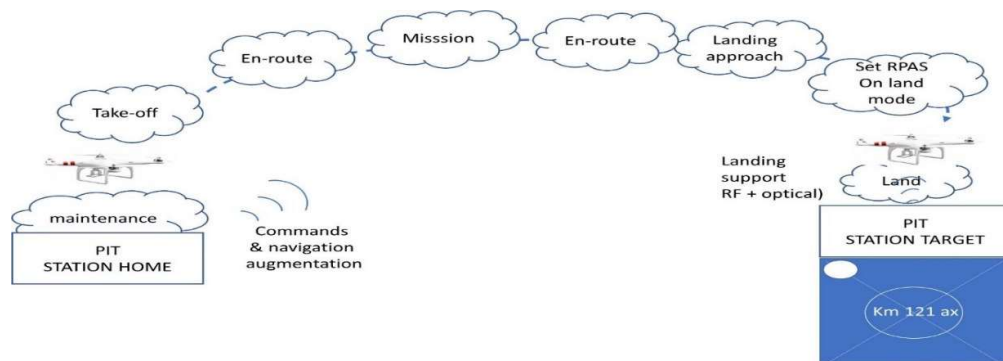 Take-off
En-route
Misssion
En-route
Landing
approach
Set RPAS
On land
mode
maintenance
PIT
STATION HOME
Commands
& navigation
augmentation
Landing
support
RF + optical)
Land
PIT
STATION TARGET
Km 121 ax